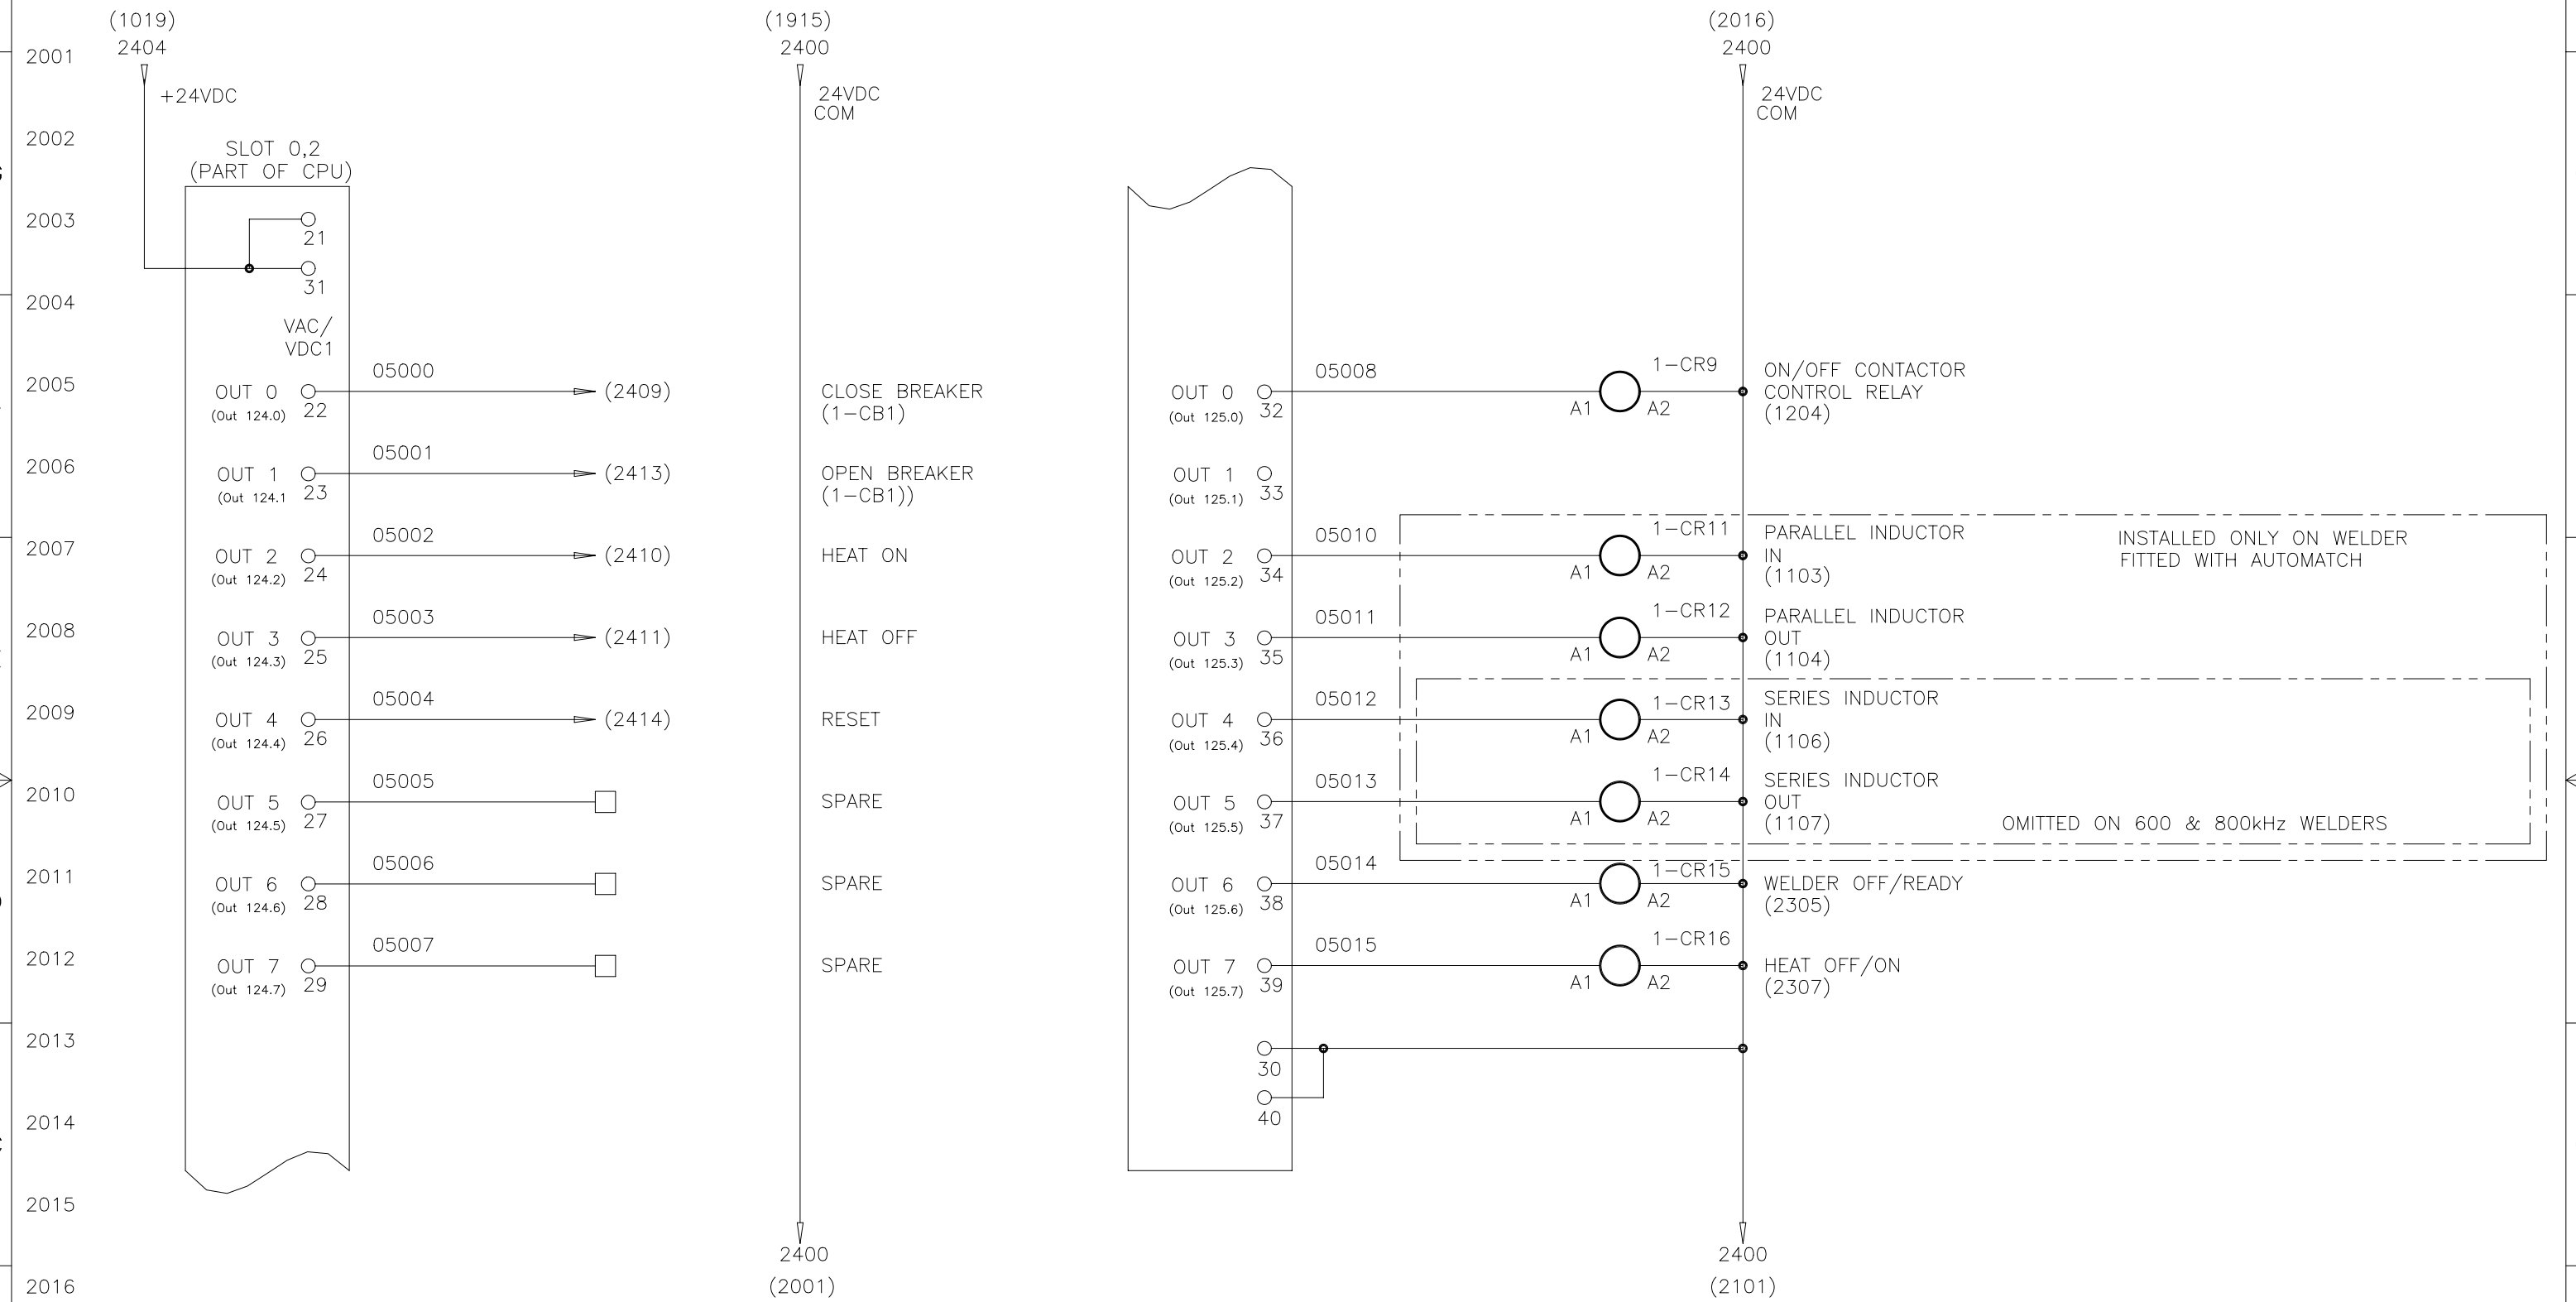 (1019)
2404
+24VDC
(1915)
2400
24VDC
COM
(2016)
2400
24VDC
COM
2001
2002
2003
2004
2005
2006
2007
2008
2009
2010
2011
2012
2013
2014
2015
2016
SLOT 0,2
(PART OF CPU)
21
31
VAC/
VDC1
OUT 0
(Out 124.0)
22
05000
(2409)
CLOSE BREAKER
(1-CB1)
OUT 1
(Out 124.1
23
05001
(2413)
OPEN BREAKER
(1-CB1))
OUT 2
(Out 124.2)
24
05002
(2410)
HEAT ON
OUT 3
(Out 124.3)
25
05003
(2411)
HEAT OFF
OUT 4
(Out 124.4)
26
05004
(2414)
RESET
OUT 5
(Out 124.5)
27
05005
SPARE
OUT 6
(Out 124.6)
28
05006
SPARE
OUT 7
(Out 124.7)
29
05007
SPARE
2400
(2001)
OUT 0
(Out 125.0)
32
05008
A1
A2
1-CR9
ON/OFF CONTACTOR
CONTROL RELAY
(1204)
OUT 1
(Out 125.1)
33
OUT 2
(Out 125.2)
34
05010
A1
A2
1-CR11
PARALLEL INDUCTOR
IN
(1103)
INSTALLED ONLY ON WELDER
FITTED WITH AUTOMATCH
OUT 3
(Out 125.3)
35
05011
A1
A2
1-CR12
PARALLEL INDUCTOR
OUT
(1104)
OUT 4
(Out 125.4)
36
05012
A1
A2
1-CR13
SERIES INDUCTOR
IN
(1106)
OUT 5
(Out 125.5)
37
05013
A1
A2
1-CR14
SERIES INDUCTOR
OUT
(1107)
OMITTED ON 600 & 800kHz WELDERS
OUT 6
(Out 125.6)
38
05014
A1
A2
1-CR15
WELDER OFF/READY
(2305)
OUT 7
(Out 125.7)
39
05015
A1
A2
1-CR16
HEAT OFF/ON
(2307)
30
40
2400
(2101)